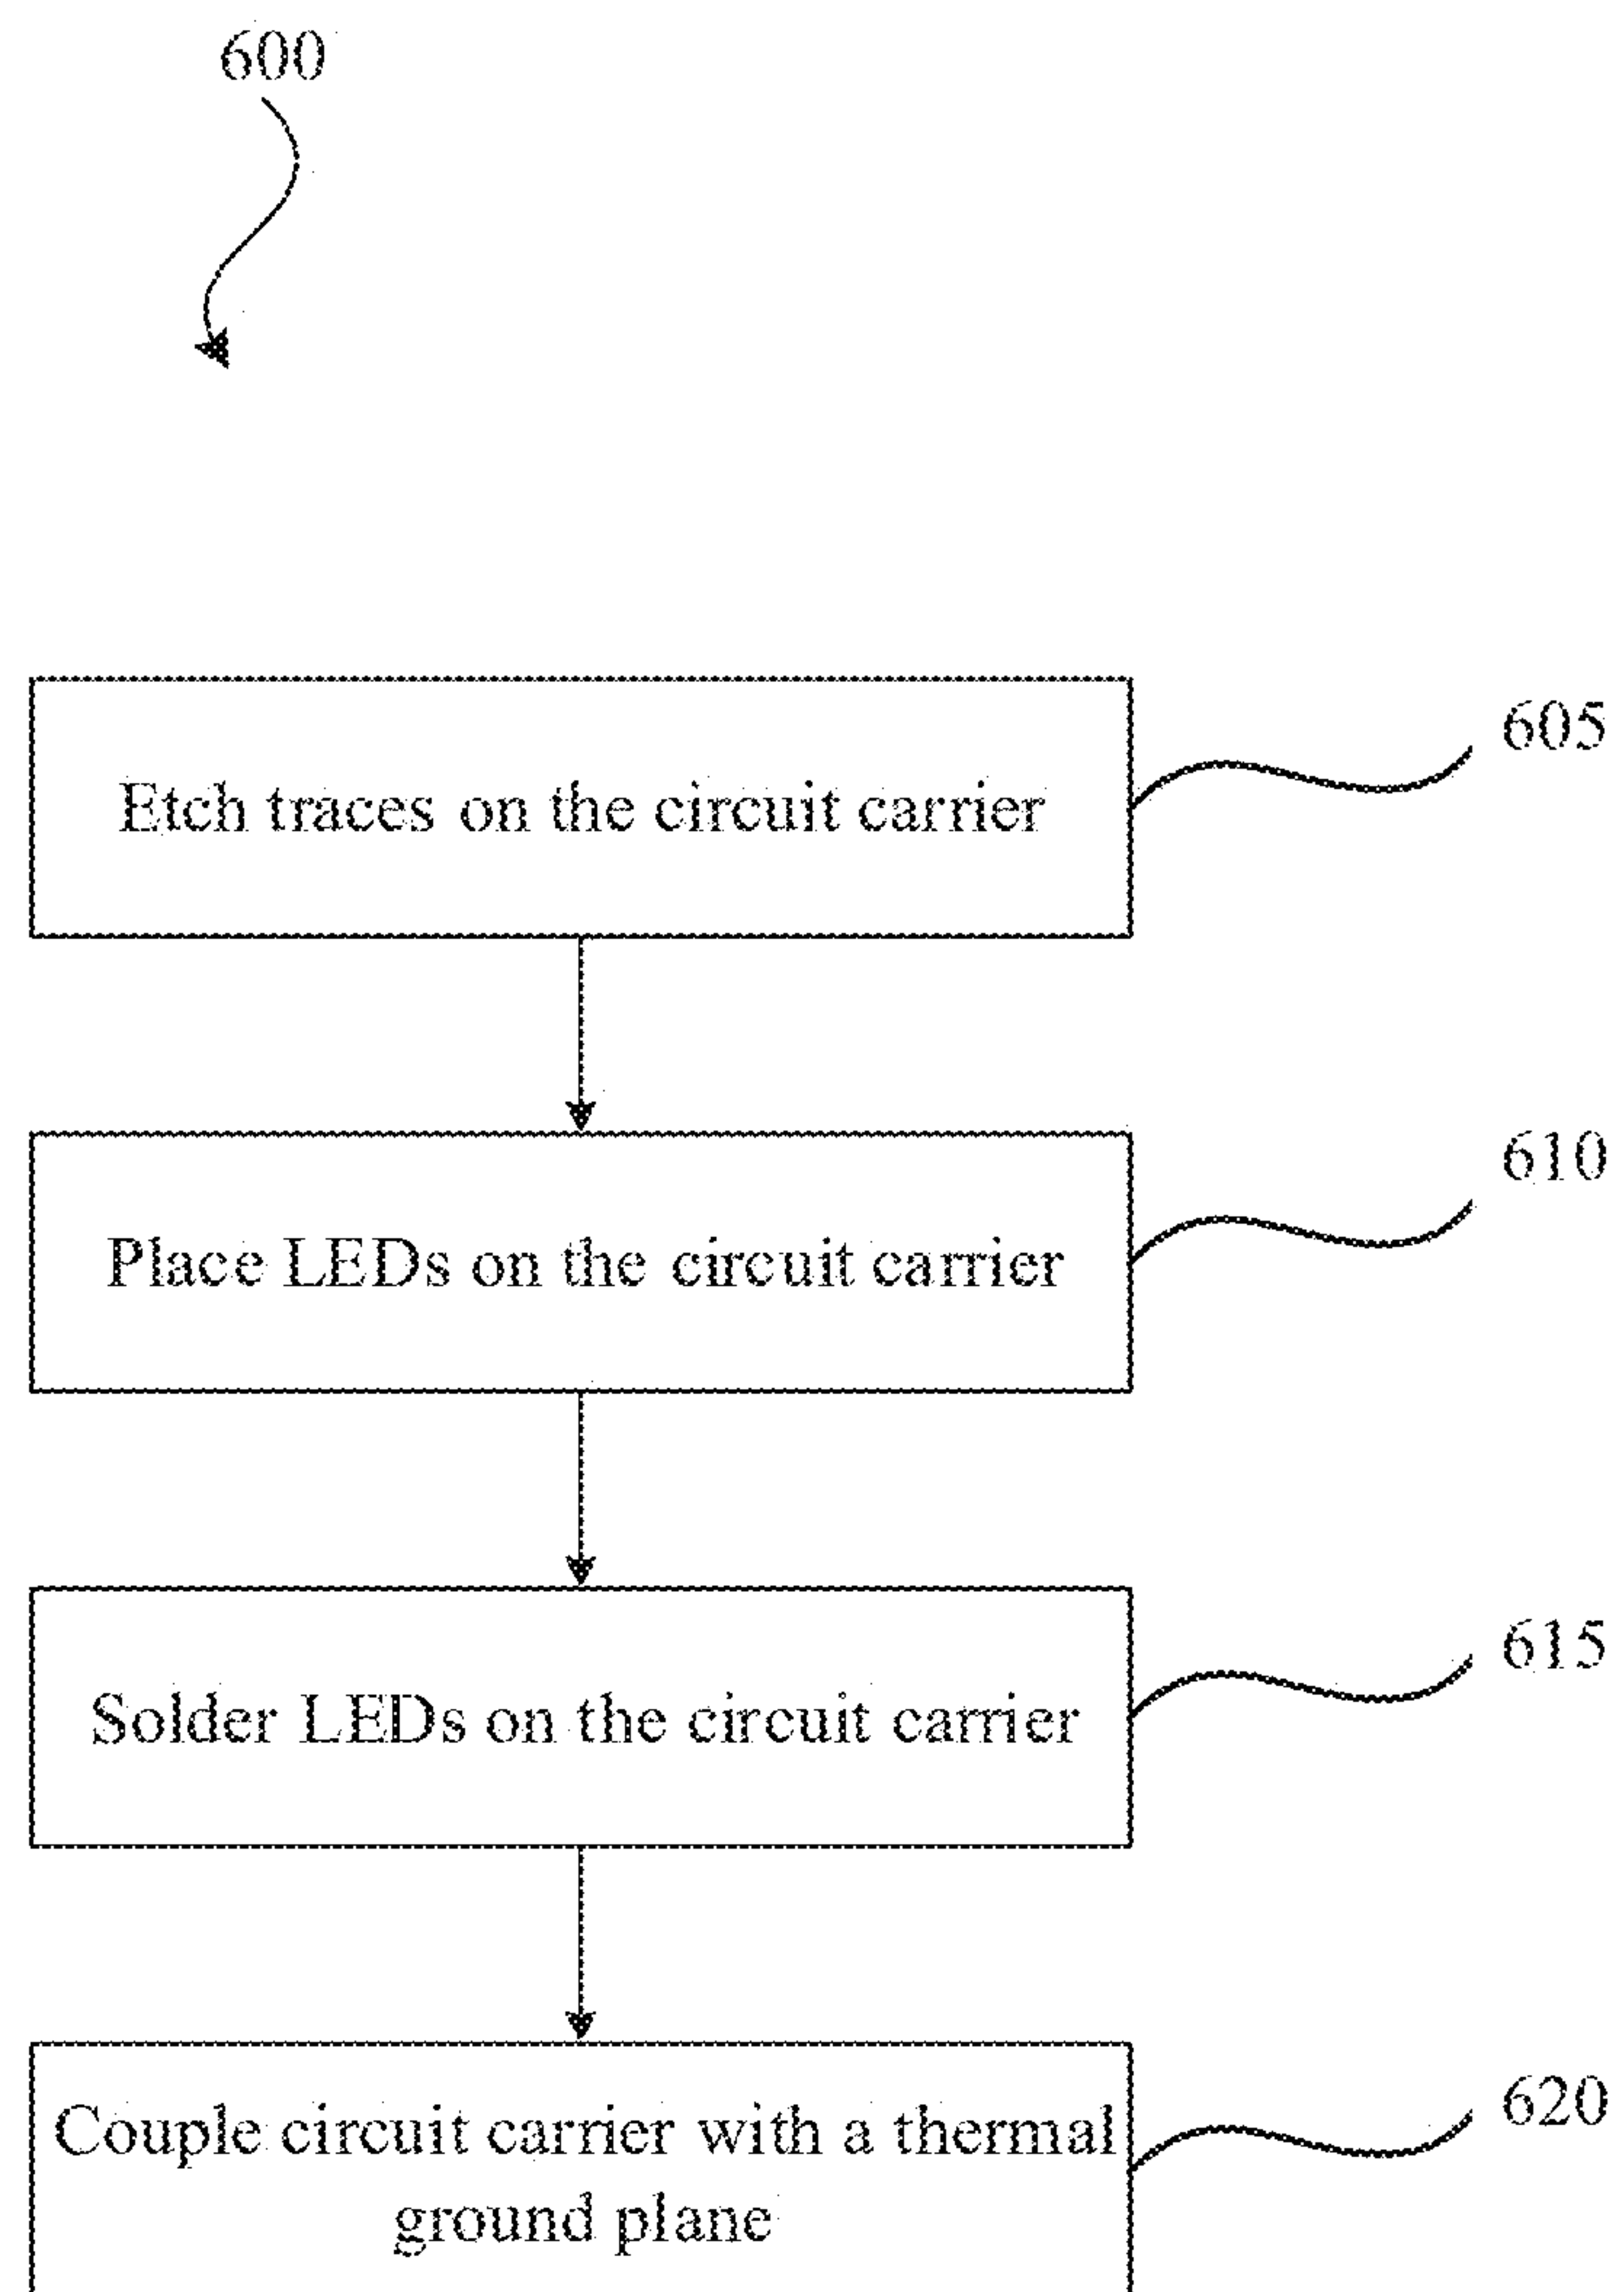 600
Etch traces on the circuit carrier
605
Place LEDs on the circuit carrier
610
Solder LEDs on the circuit carrier
615
Couple circuit carrier with a thermal
ground plane
620